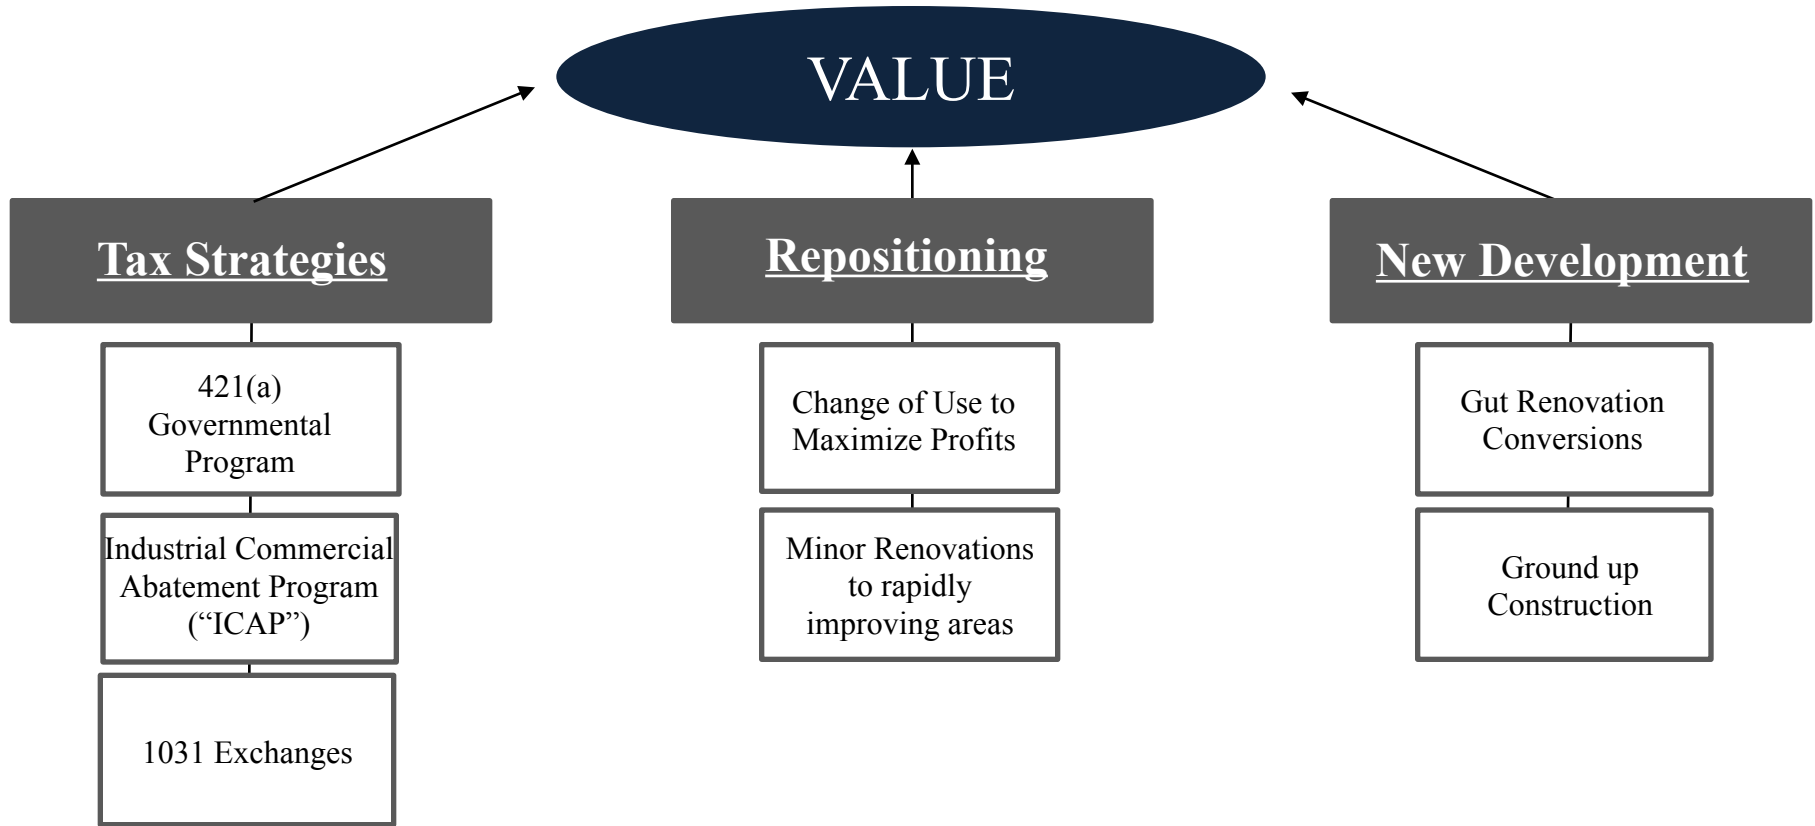 VALUE
Tax Strategies
421(a)
Governmental
Program
Industrial Commercial
Abatement Program
(“ICAP”)
1031 Exchanges
Repositioning
Change of Use to
Maximize Profits
Minor Renovations
to rapidly
improving areas
New Development
Gut Renovation
Conversions
Ground up
Construction